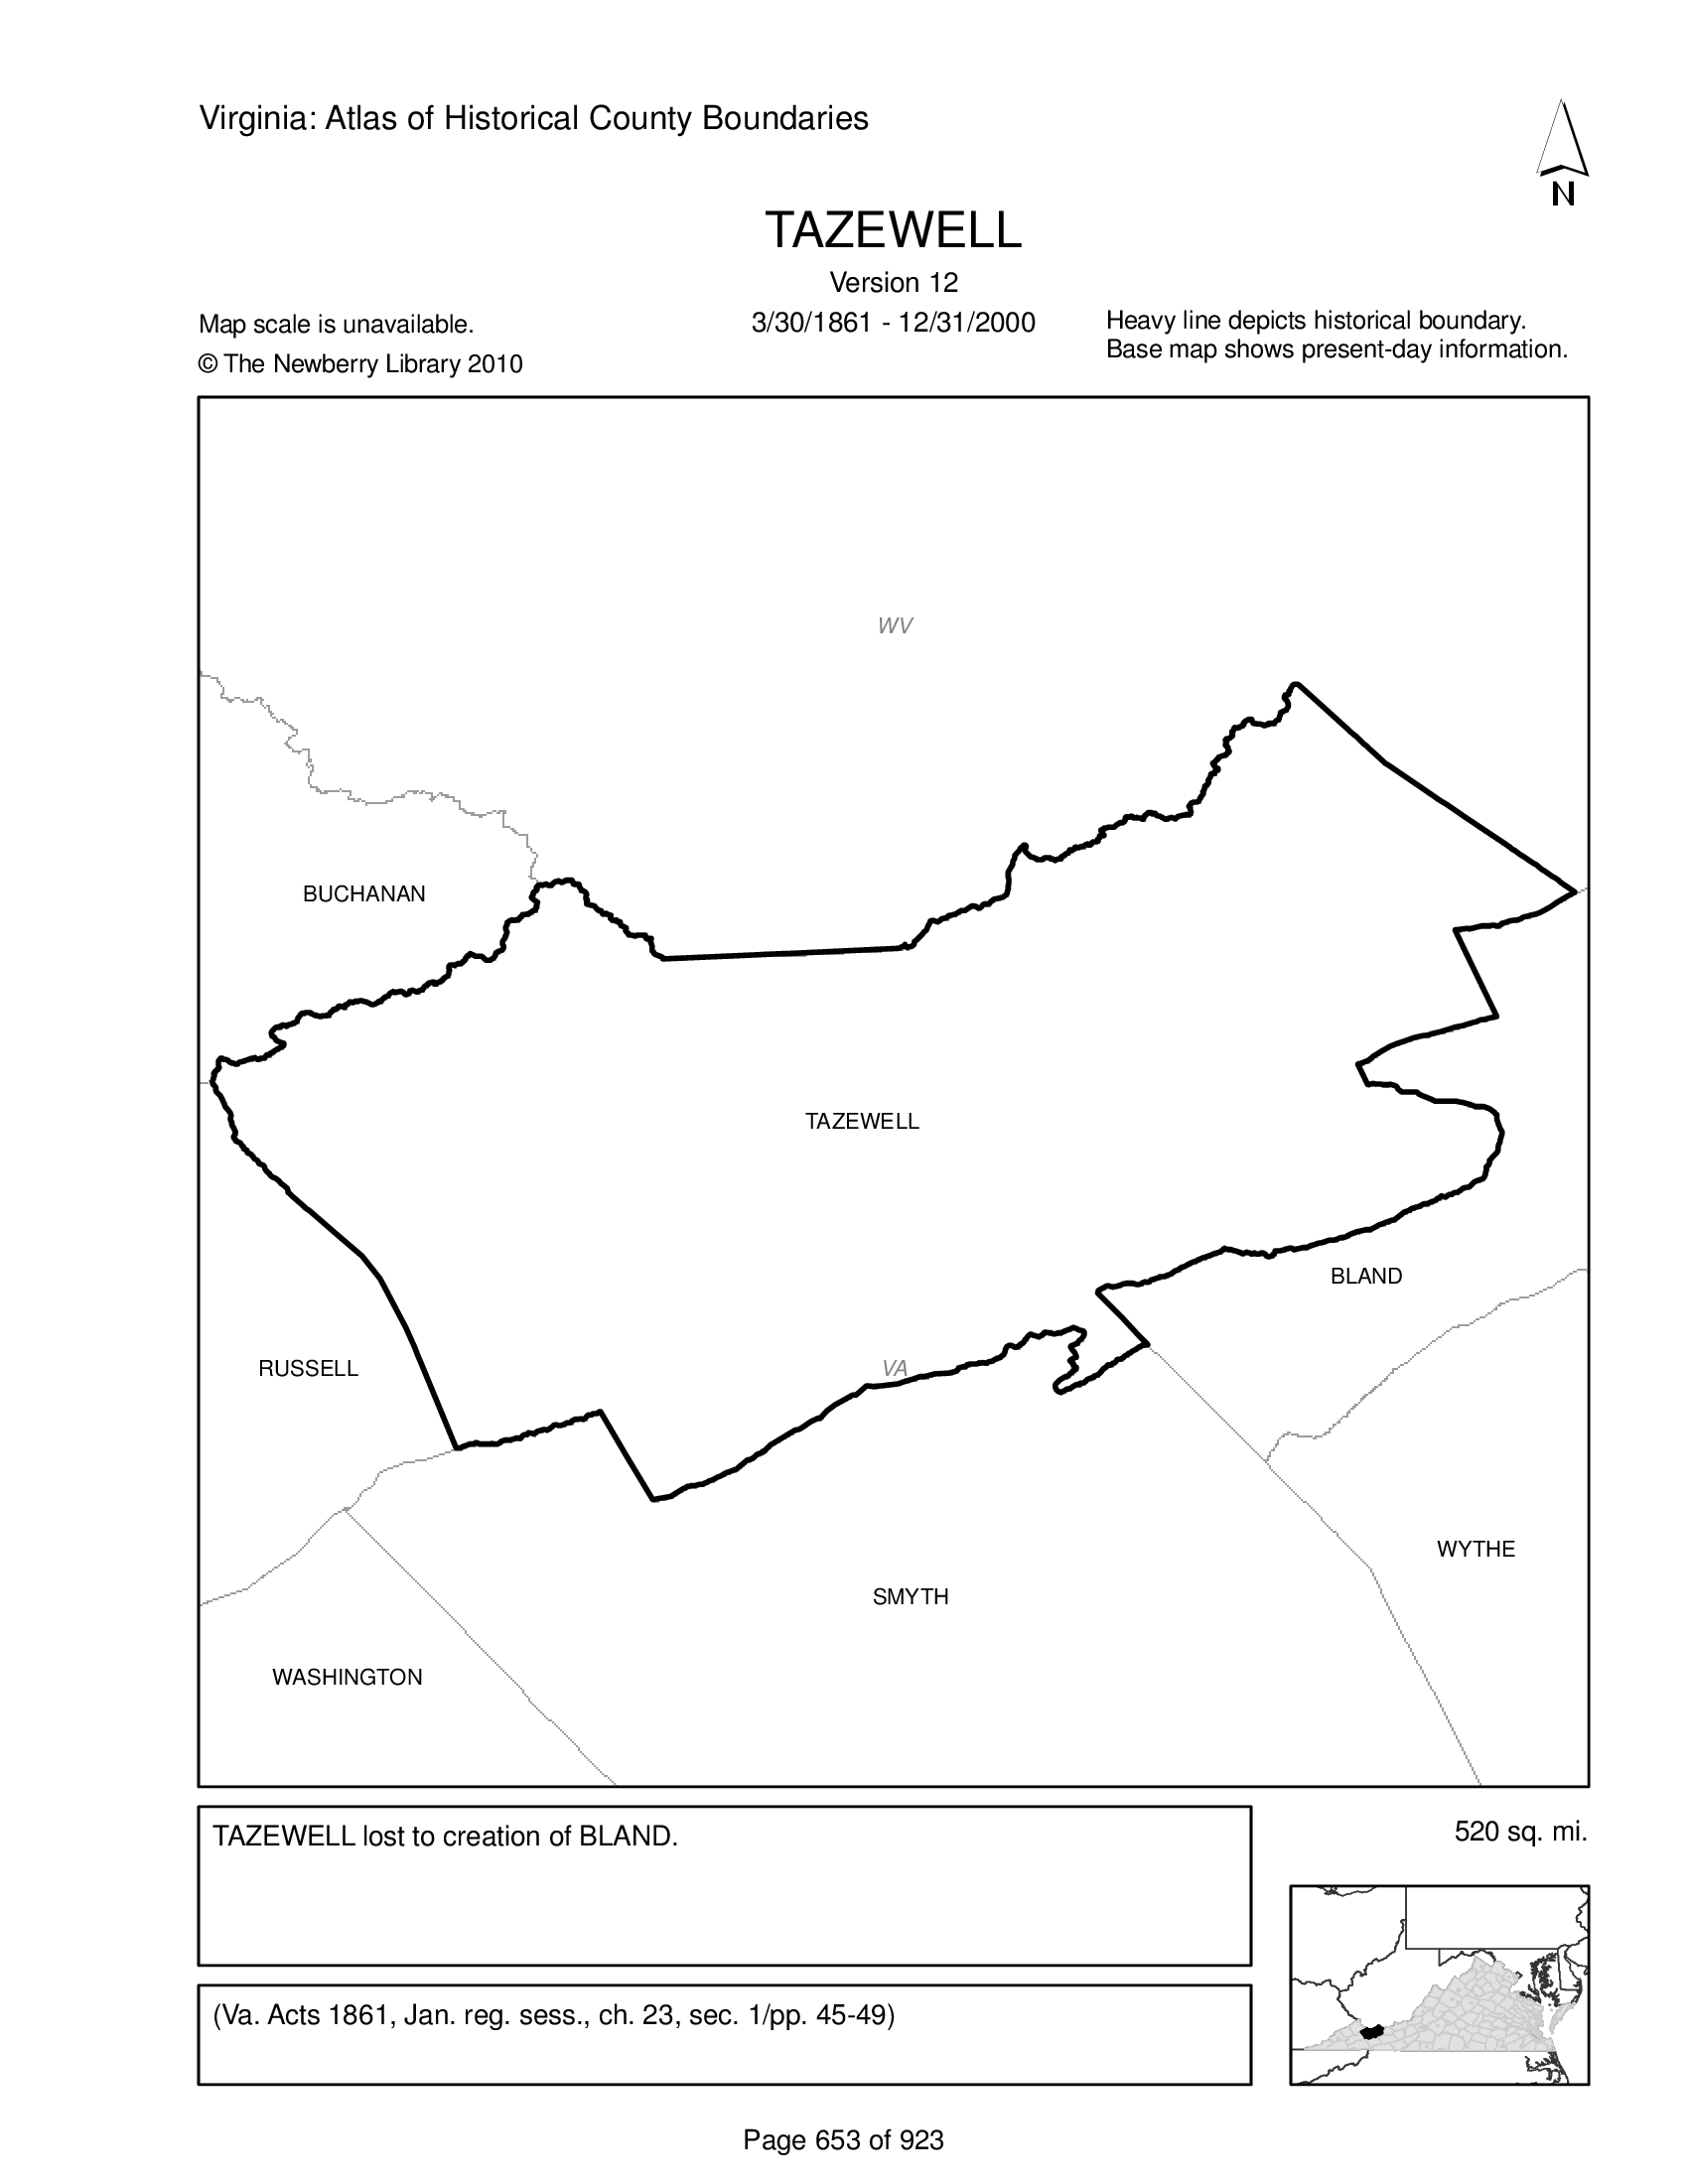 Virginia: Atlas of Historical County Boundaries
N
TAZEWELL
Version 12
3/30/1861 - 12/31/2000
Map scale is unavailable.
© The Newberry Library 2010
Heavy line depicts historical boundary.
Base map shows present-day information.
WV
BUCHANAN
TAZEWELL
BLAND
RUSSELL
VA
WYTHE
SMYTH
WASHINGTON
TAZEWELL lost to creation of BLAND.
520 sq. mi.
(Va. Acts 1861, Jan. reg. sess., ch. 23, sec. 1/pp. 45-49)
Page 653 of 923